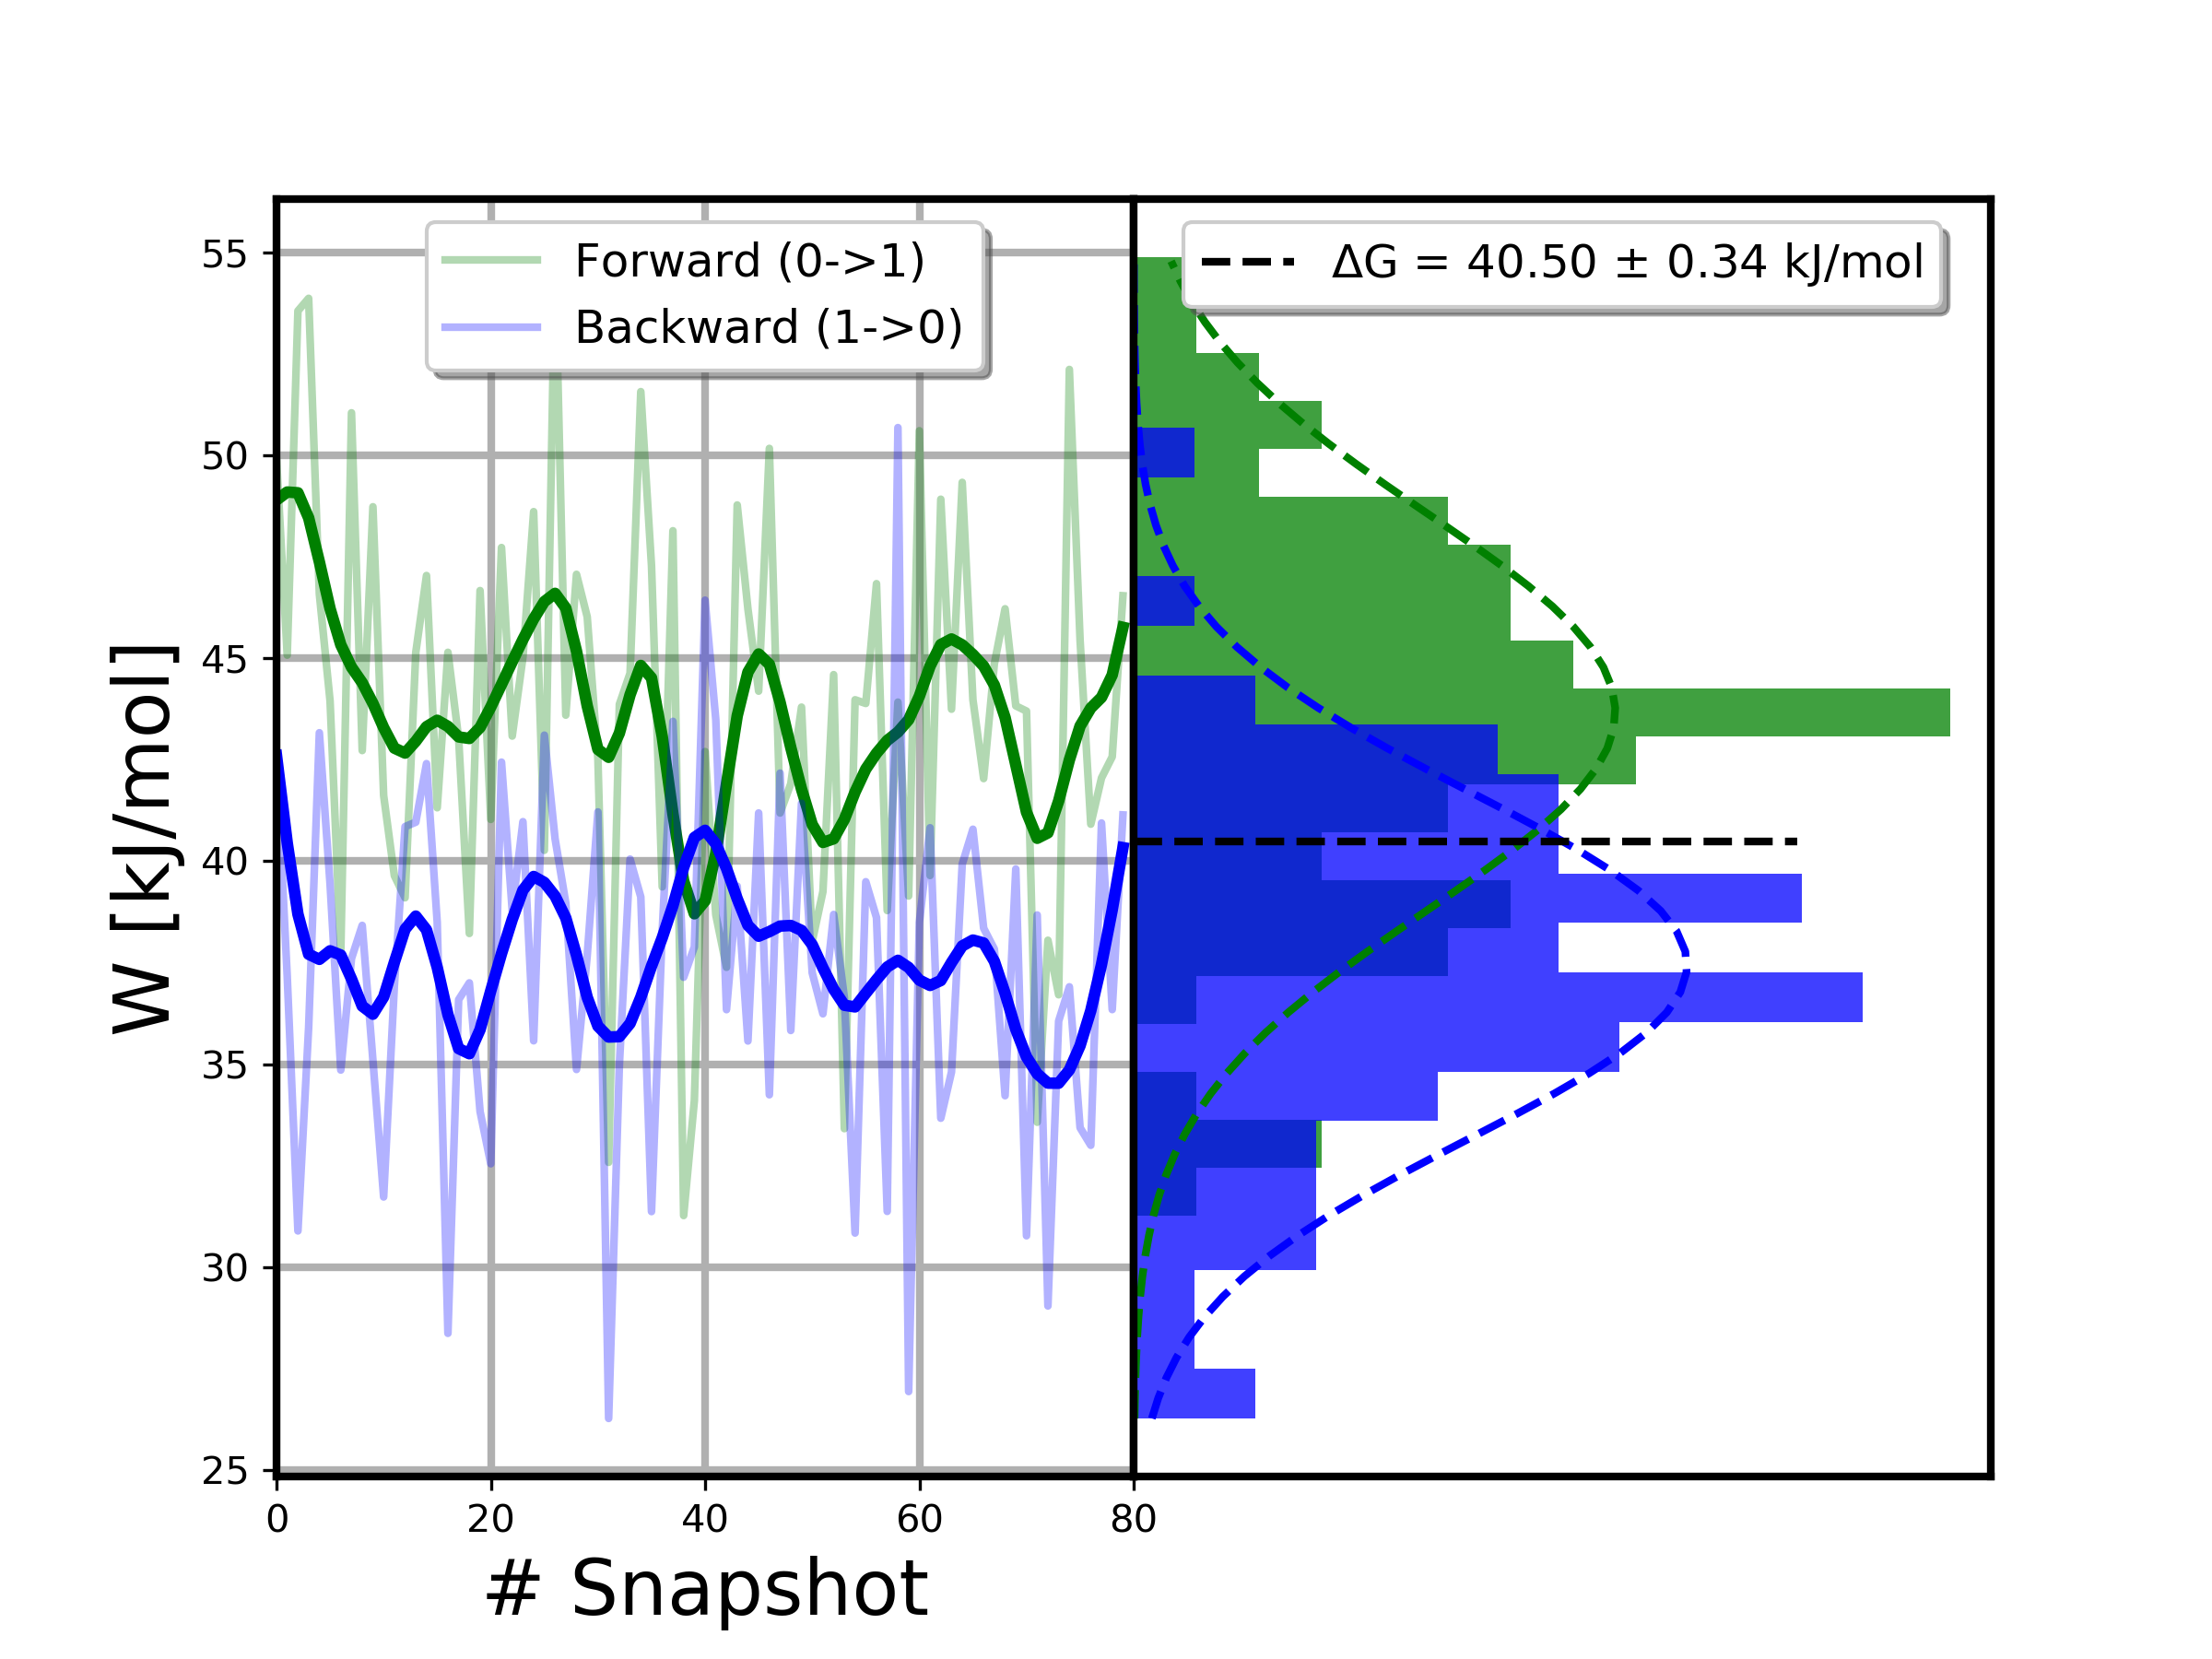 Forward (0->1)
Backward (1->0)
ΔG = 40.50 ± 0.34 kJ/mol
W [kJ/mol]
55
50
45
40
35
30
25
0 20 40 60 80
# Snapshot